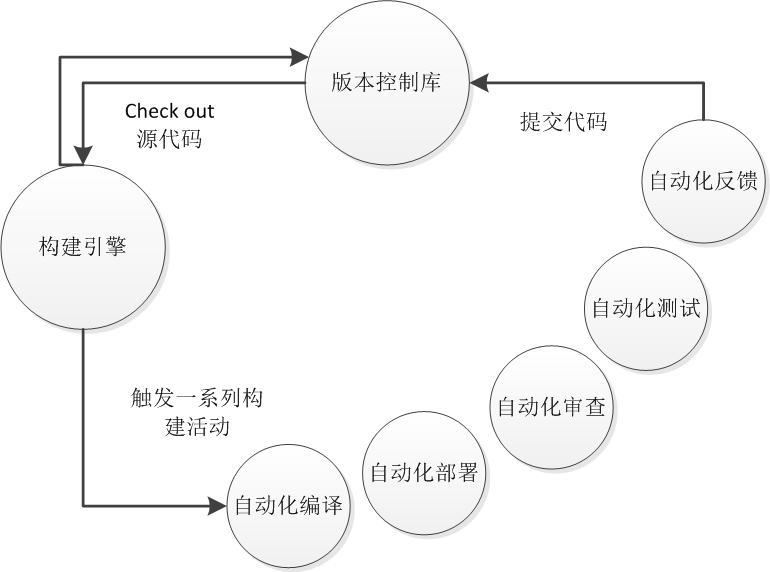 版本控制库
Check out
源代码
提交代码
自动化反馈
构建引擎
自动化测试
触发一系列构
建活动
自动化审查
自动化部署
自动化编译